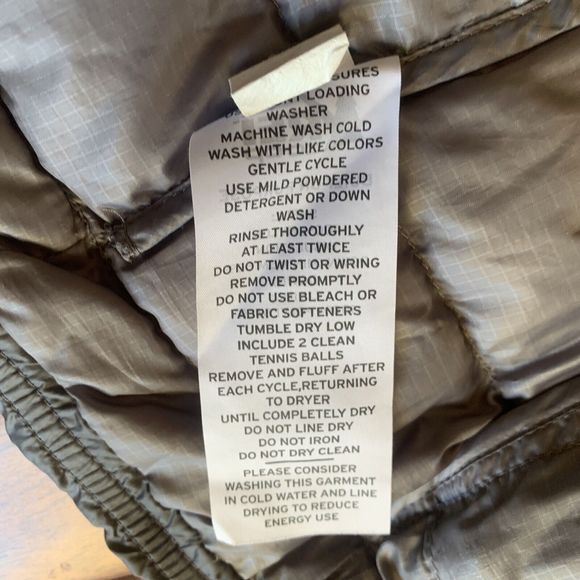 SURES
FRONT LOADING
WASHER
MACHINE WASH COLD
WASH WITH LIKE COLORS
GENTLE CYCLE
USE MILD POWDERED
DETERGENT OR DOWN
WASH
RINSE THOROUGHLY
AT LEAST TWICE
DO NOT TWIST OR WRING
REMOVE PROMPTLY
DO NOT USE BLEACH OR
FABRIC SOFTENERS
TUMBLE DRY LOW
INCLUDE 2 CLEAN
TENNIS BALLS
REMOVE AND FLUFF AFTER
EACH CYCLE,RETURNING
TO DRYER
UNTIL COMPLETELY DRY
DO NOT LINE DRY
DO NOT IRON
DO NOT DRY CLEAN
PLEASE CONSIDER
WASHING THIS GARMENT
IN COLD WATER AND LINE
DRYING TO REDUCE
ENERGY USE